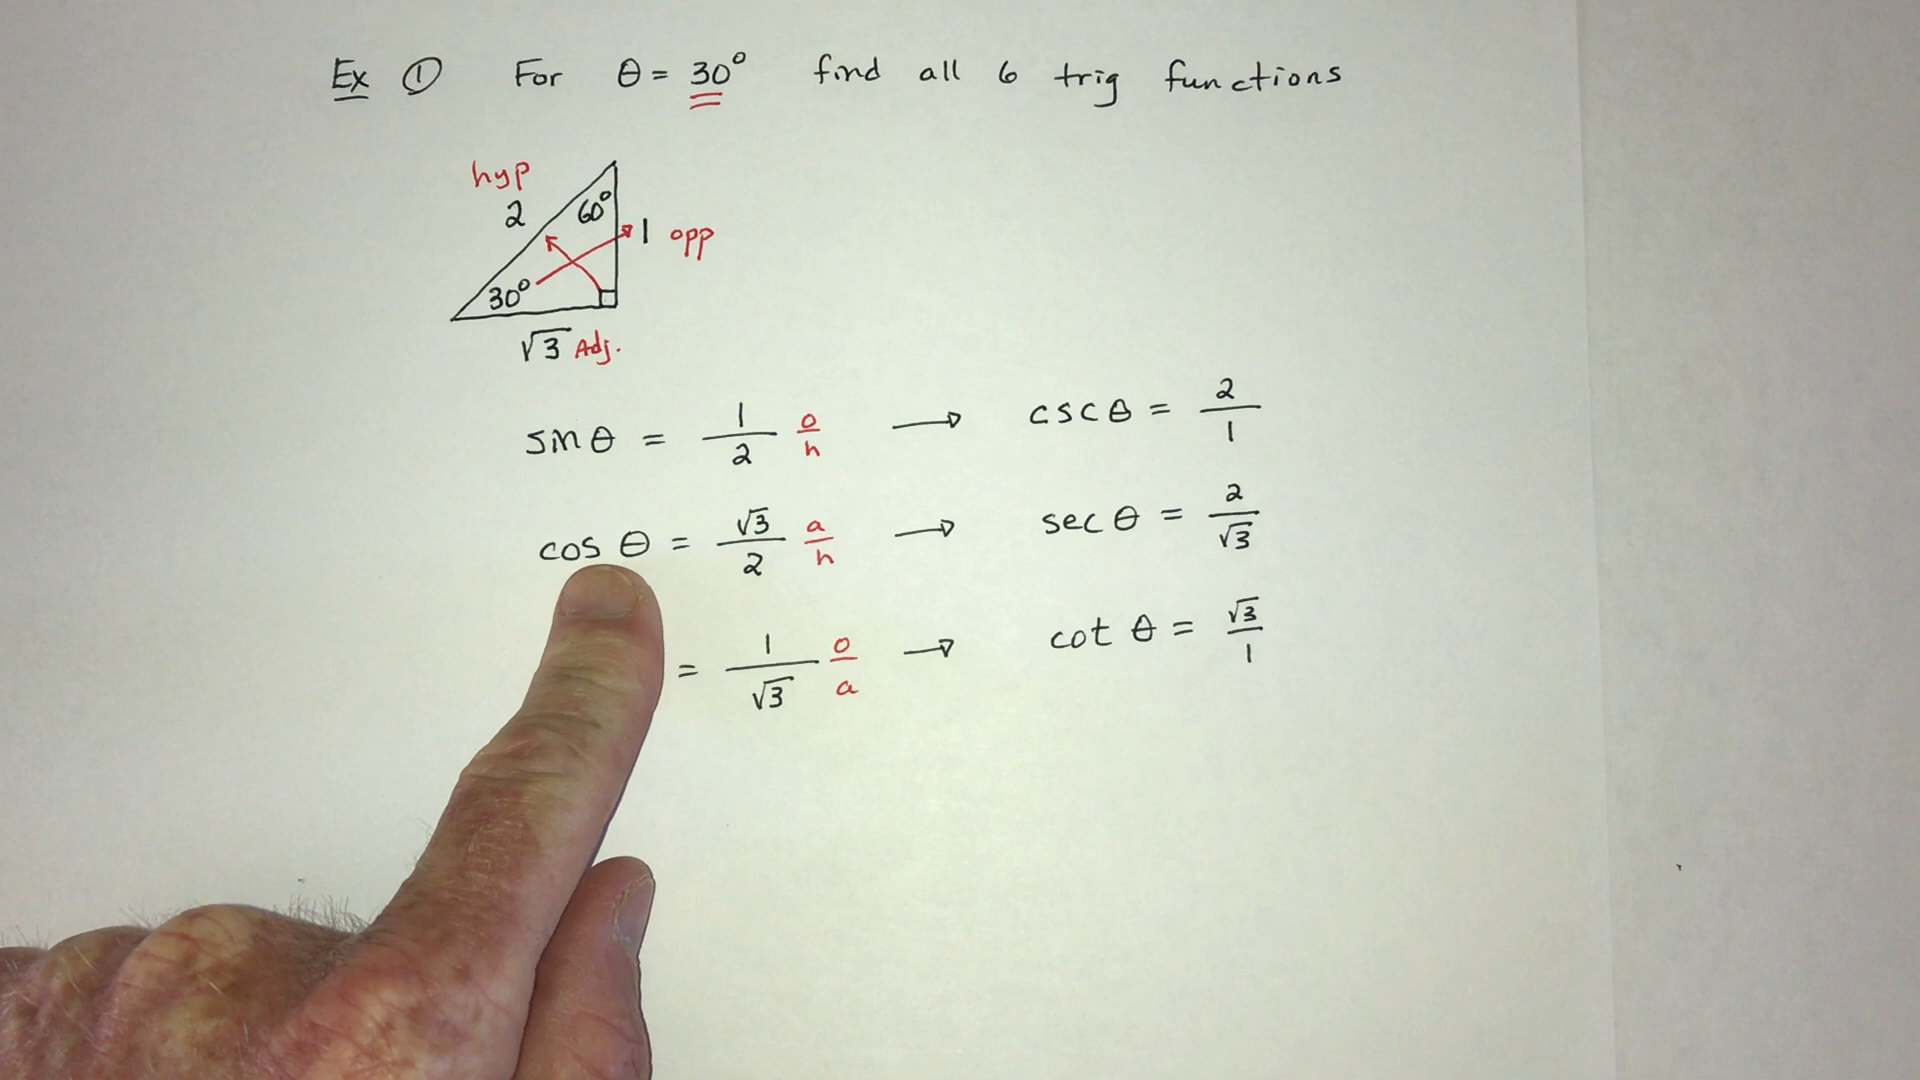 Ex ① For θ = 30° find all 6 trig functions
hyp
2
60°
1 opp
30°
√3 Adj.
sin θ = 1/2 o/h → csc θ = 2/1
cos θ = √3/2 a/h → sec θ = 2/√3
= 1/√3 o/a → cot θ = √3/1